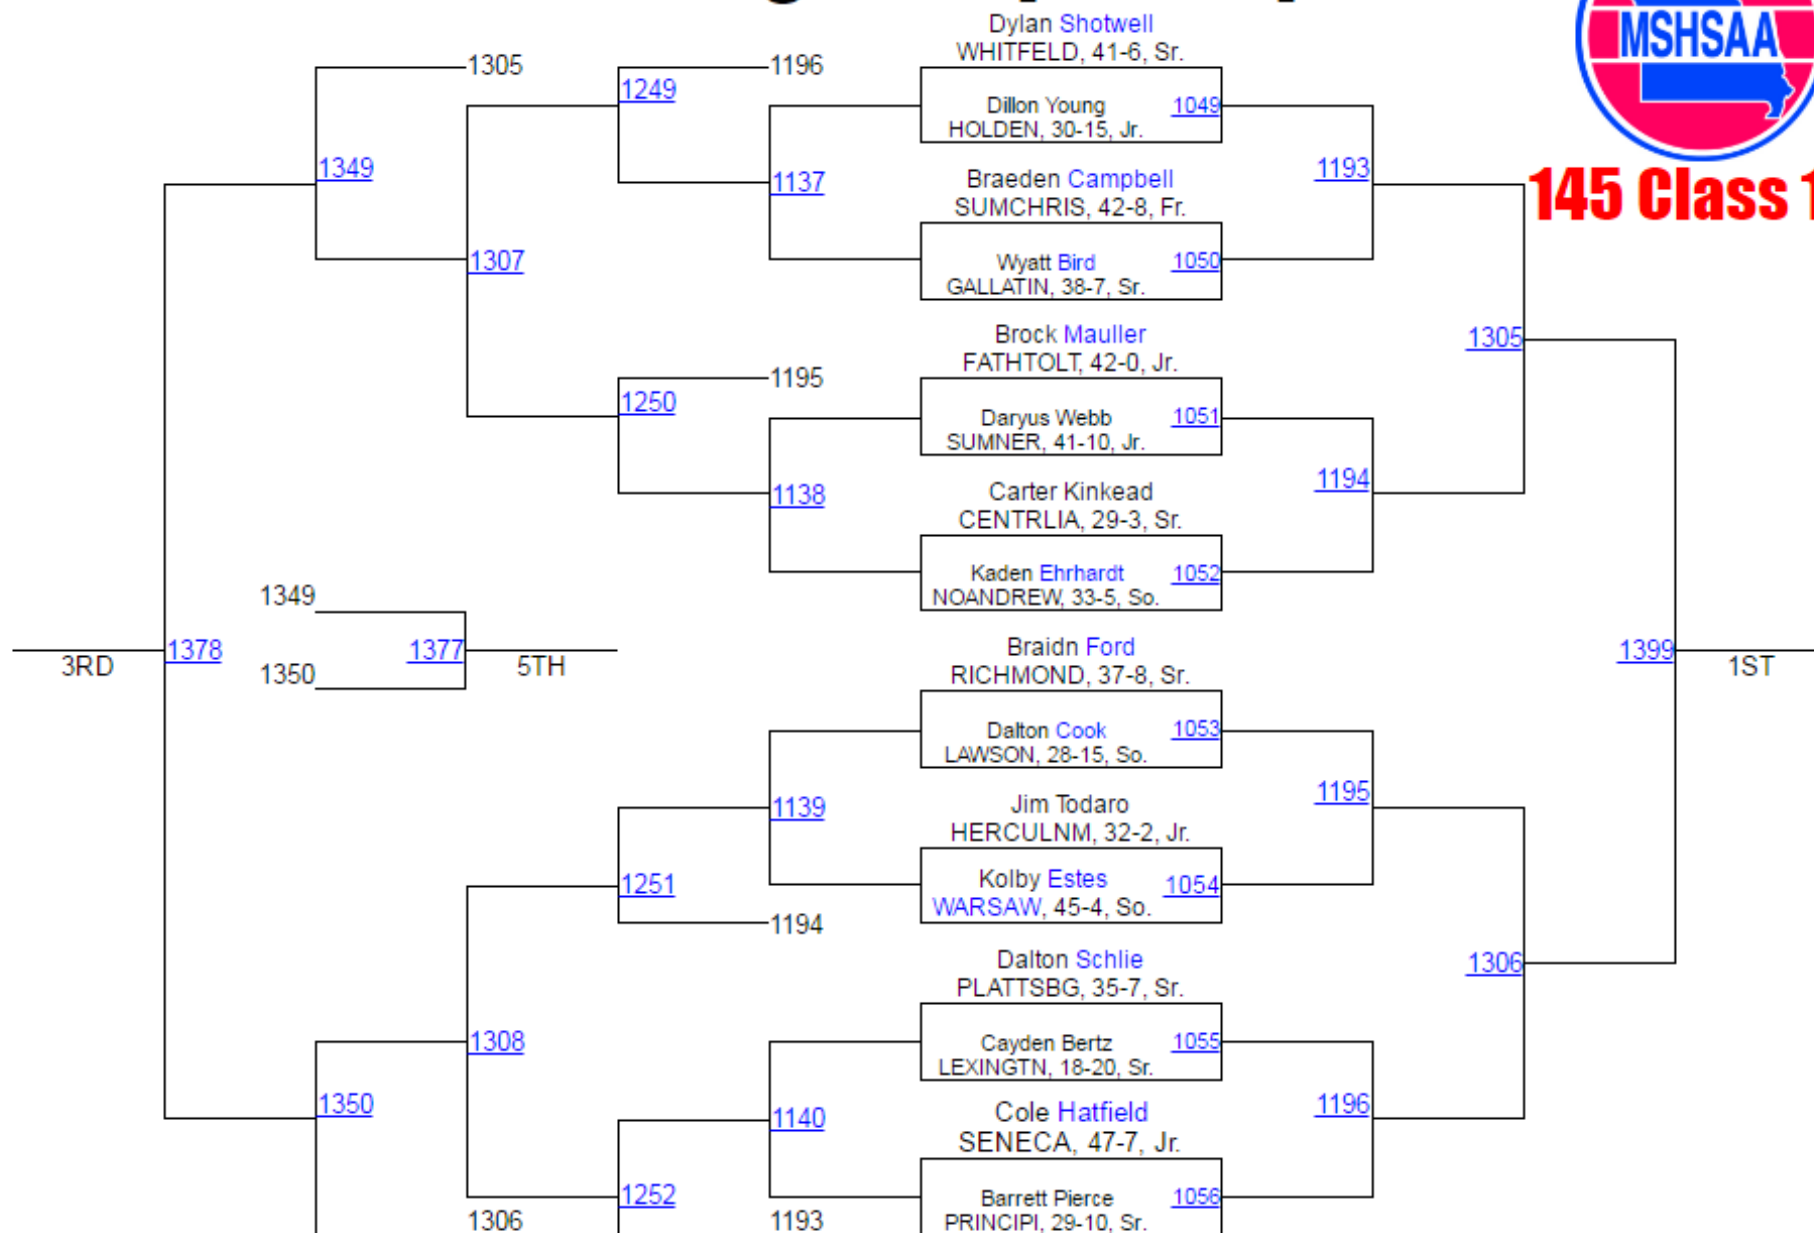 Dylan Shotwell
WHITFELD, 41-6, Sr.
MSHSAA
1305
1196
1249
Dillon Young
1049
HOLDEN, 30-15, Jr.
1349
1137
Braeden Campbell
1193
145 Class 1
SUMCHRIS, 42-8, Fr.
1307
Wyatt Bird
1050
GALLATIN, 38-7, Sr.
Brock Mauller
1305
FATHTOLT, 42-0, Jr.
1195
1250
Daryus Webb
1051
SUMNER, 41-10, Jr.
1138
Carter Kinkead
1194
CENTRLIA, 29-3, Sr.
Kaden Ehrhardt
1052
NOANDREW, 33-5, So.
1349
Braidn Ford
3RD
1378
1377
5TH
1399
1ST
1350
RICHMOND, 37-8, Sr.
Dalton Cook
1053
LAWSON, 28-15, So.
1139
Jim Todaro
1195
HERCULNM, 32-2, Jr.
1251
Kolby Estes
1054
WARSAW, 45-4, So.
1194
Dalton Schlie
1306
PLATTSBG, 35-7, Sr.
1308
Cayden Bertz
1055
LEXINGTN, 18-20, Sr.
1350
1140
Cole Hatfield
1196
SENECA, 47-7, Jr.
1252
Barrett Pierce
1056
1306
1193
PRINCIPI, 29-10, Sr.